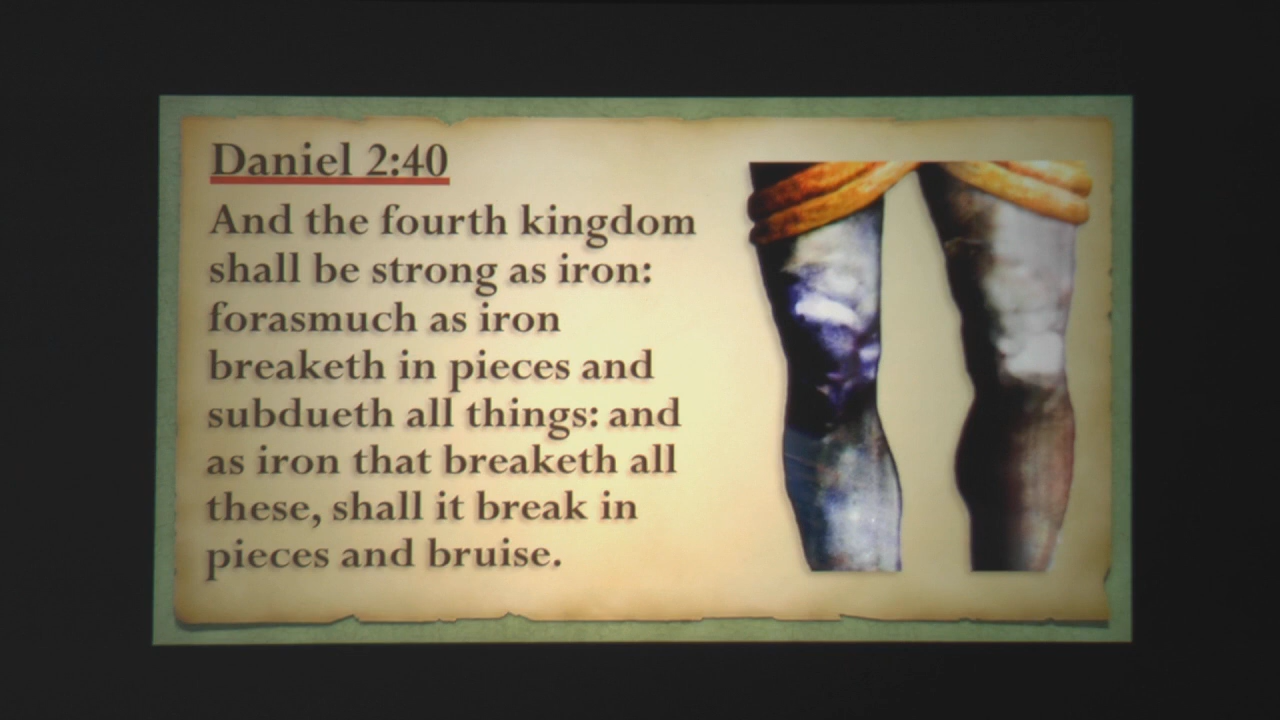 Daniel 2:40
And the fourth kingdom
shall be strong as iron:
forasmuch as iron
breaketh in pieces and
subdueth all things: and
as iron that breaketh all
these, shall it break in
pieces and bruise.